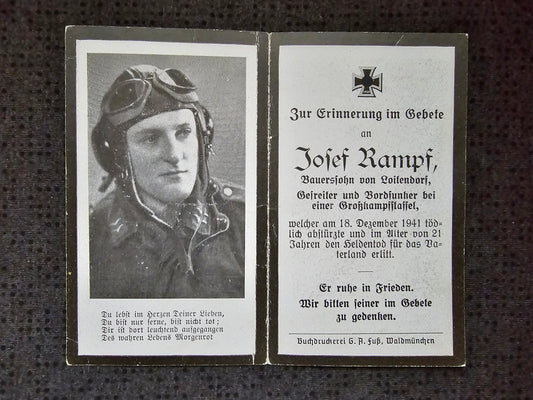 Du lebst im Herzen Deiner Lieben,
Du bist nur ferne, bist nicht tot;
Dir ist dort leuchtend aufgegangen
Des wahren Lebens Morgenrot
Zur Erinnerung im Gebete
an
Josef Rampf,
Bauerssohn von Loitendorf,
Gefreiter und Bordfunker bei
einer Großkampfstaffel,
welcher am 18. Dezember 1941 töd-
lich abstürzte und im Alter von 21
Jahren den Heldentod für das Va-
terland erlitt.
Er ruhe in Frieden.
Wir bitten seiner im Gebete
zu gedenken.
Buchdruckerei G. A. Fuß, Waldmünchen